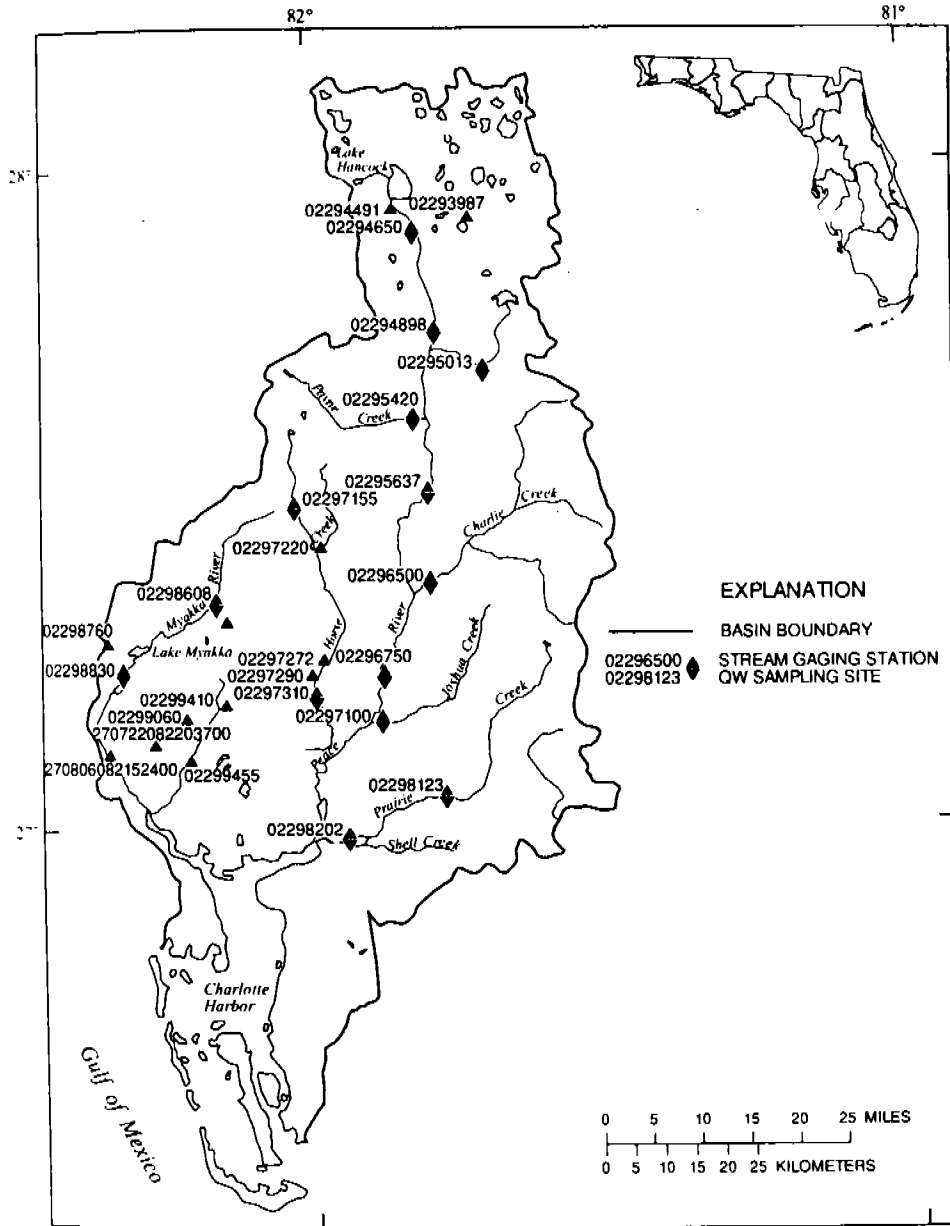 82°
81°
28°
Lake
Hancock
02294491
02293987
02294650
02294898
02295013
02295420
Payne
Creek
02295637
02297155
Charlie
Creek
Creek
02297220
02296500
River
02298608
Myakka
River
02298760
Lake Myakka
Horse
Joshua Creek
02297272
02296750
02298830
02297290
02297310
Creek
02299410
02299060
02297100
270722082203700
Peace
270806082152400
02299455
02298123
Prairie
27°
02298202
Shell Creek
Charlotte
Harbor
Gulf of Mexico
EXPLANATION
BASIN BOUNDARY
02296500 STREAM GAGING STATION
02298123 QW SAMPLING SITE
0 5 10 15 20 25 MILES
0 5 10 15 20 25 KILOMETERS